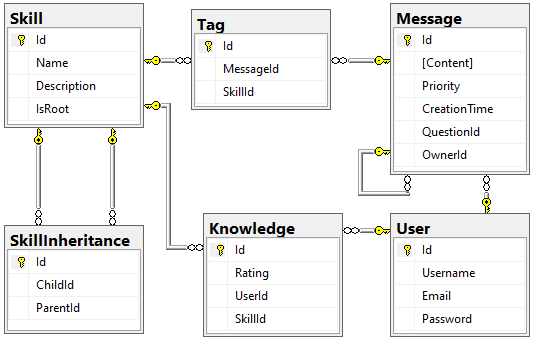 Skill
Id
Name
Description
IsRoot
Tag
Id
MessageId
SkillId
Message
Id
[Content]
Priority
CreationTime
QuestionId
OwnerId
SkillInheritance
Id
ChildId
ParentId
Knowledge
Id
Rating
UserId
SkillId
User
Id
Username
Email
Password